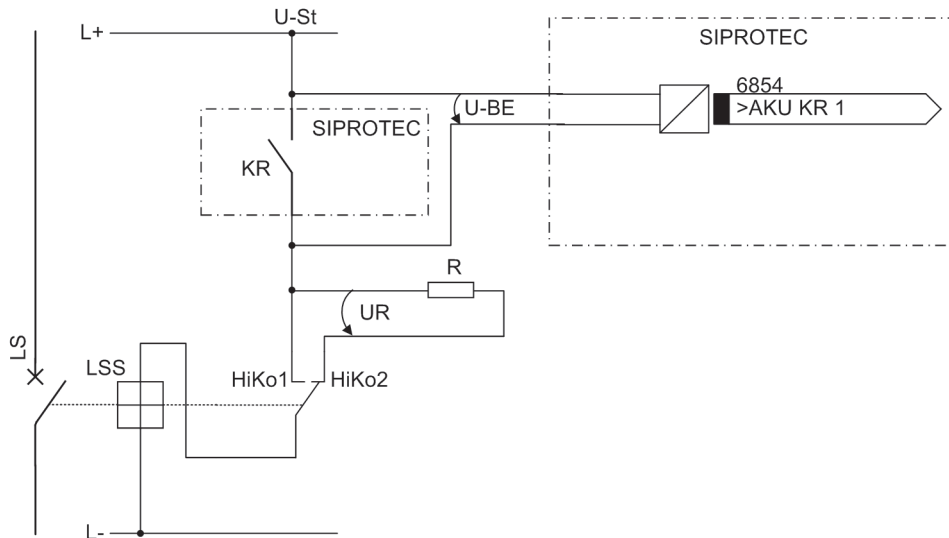 U-St
L+
SIPROTEC
6854
>AKU KR 1
U-BE
SIPROTEC
KR
R
UR
LS
LSS
HiKo1
HiKo2
L-